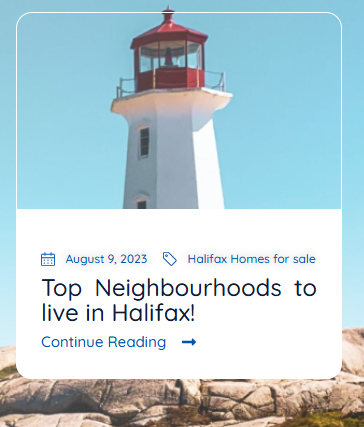 August 9, 2023 Halifax Homes for sale
Top Neighbourhoods to
live in Halifax!
Continue Reading